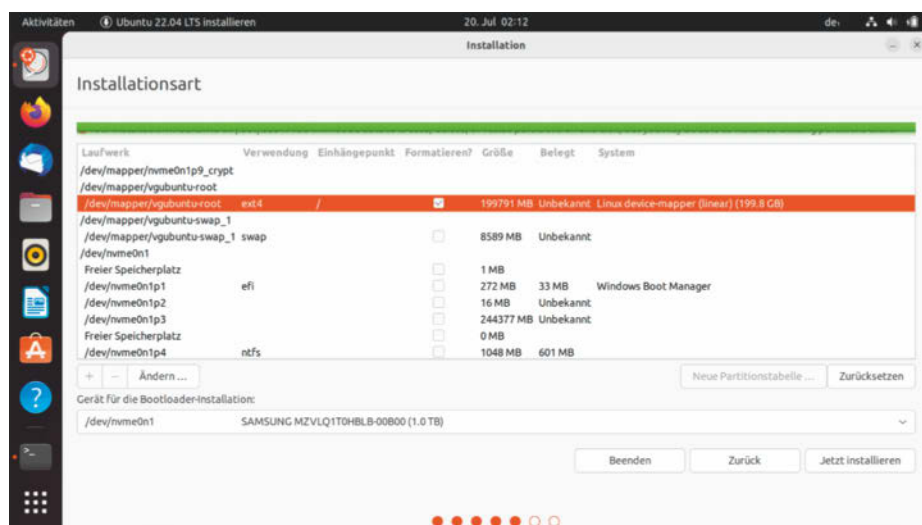 Aktivitäten Ubuntu 22.04 LTS installieren 20. Jul 02:12 de
Installation
Installationsart
Laufwerk Verwendung Einhängepunkt Formatieren? Größe Belegt System
/dev/mapper/nvme0n1p9_crypt
/dev/mapper/vgubuntu-root
/dev/mapper/vgubuntu-root ext4 / 199791 MB Unbekannt Linux device-mapper (linear) (199.8 GB)
/dev/mapper/vgubuntu-swap_1
/dev/mapper/vgubuntu-swap_1 swap 8589 MB Unbekannt
/dev/nvme0n1
Freier Speicherplatz 1 MB
/dev/nvme0n1p1 efi 272 MB 33 MB Windows Boot Manager
/dev/nvme0n1p2 16 MB Unbekannt
/dev/nvme0n1p3 244377 MB Unbekannt
Freier Speicherplatz 0 MB
/dev/nvme0n1p4 ntfs 1048 MB 601 MB
+ − Ändern ... Neue Partitionstabelle ... Zurücksetzen
Gerät für die Bootloader-Installation:
/dev/nvme0n1 SAMSUNG MZVLQ1T0HBLB-00B00 (1.0 TB)
Beenden Zurück Jetzt installieren